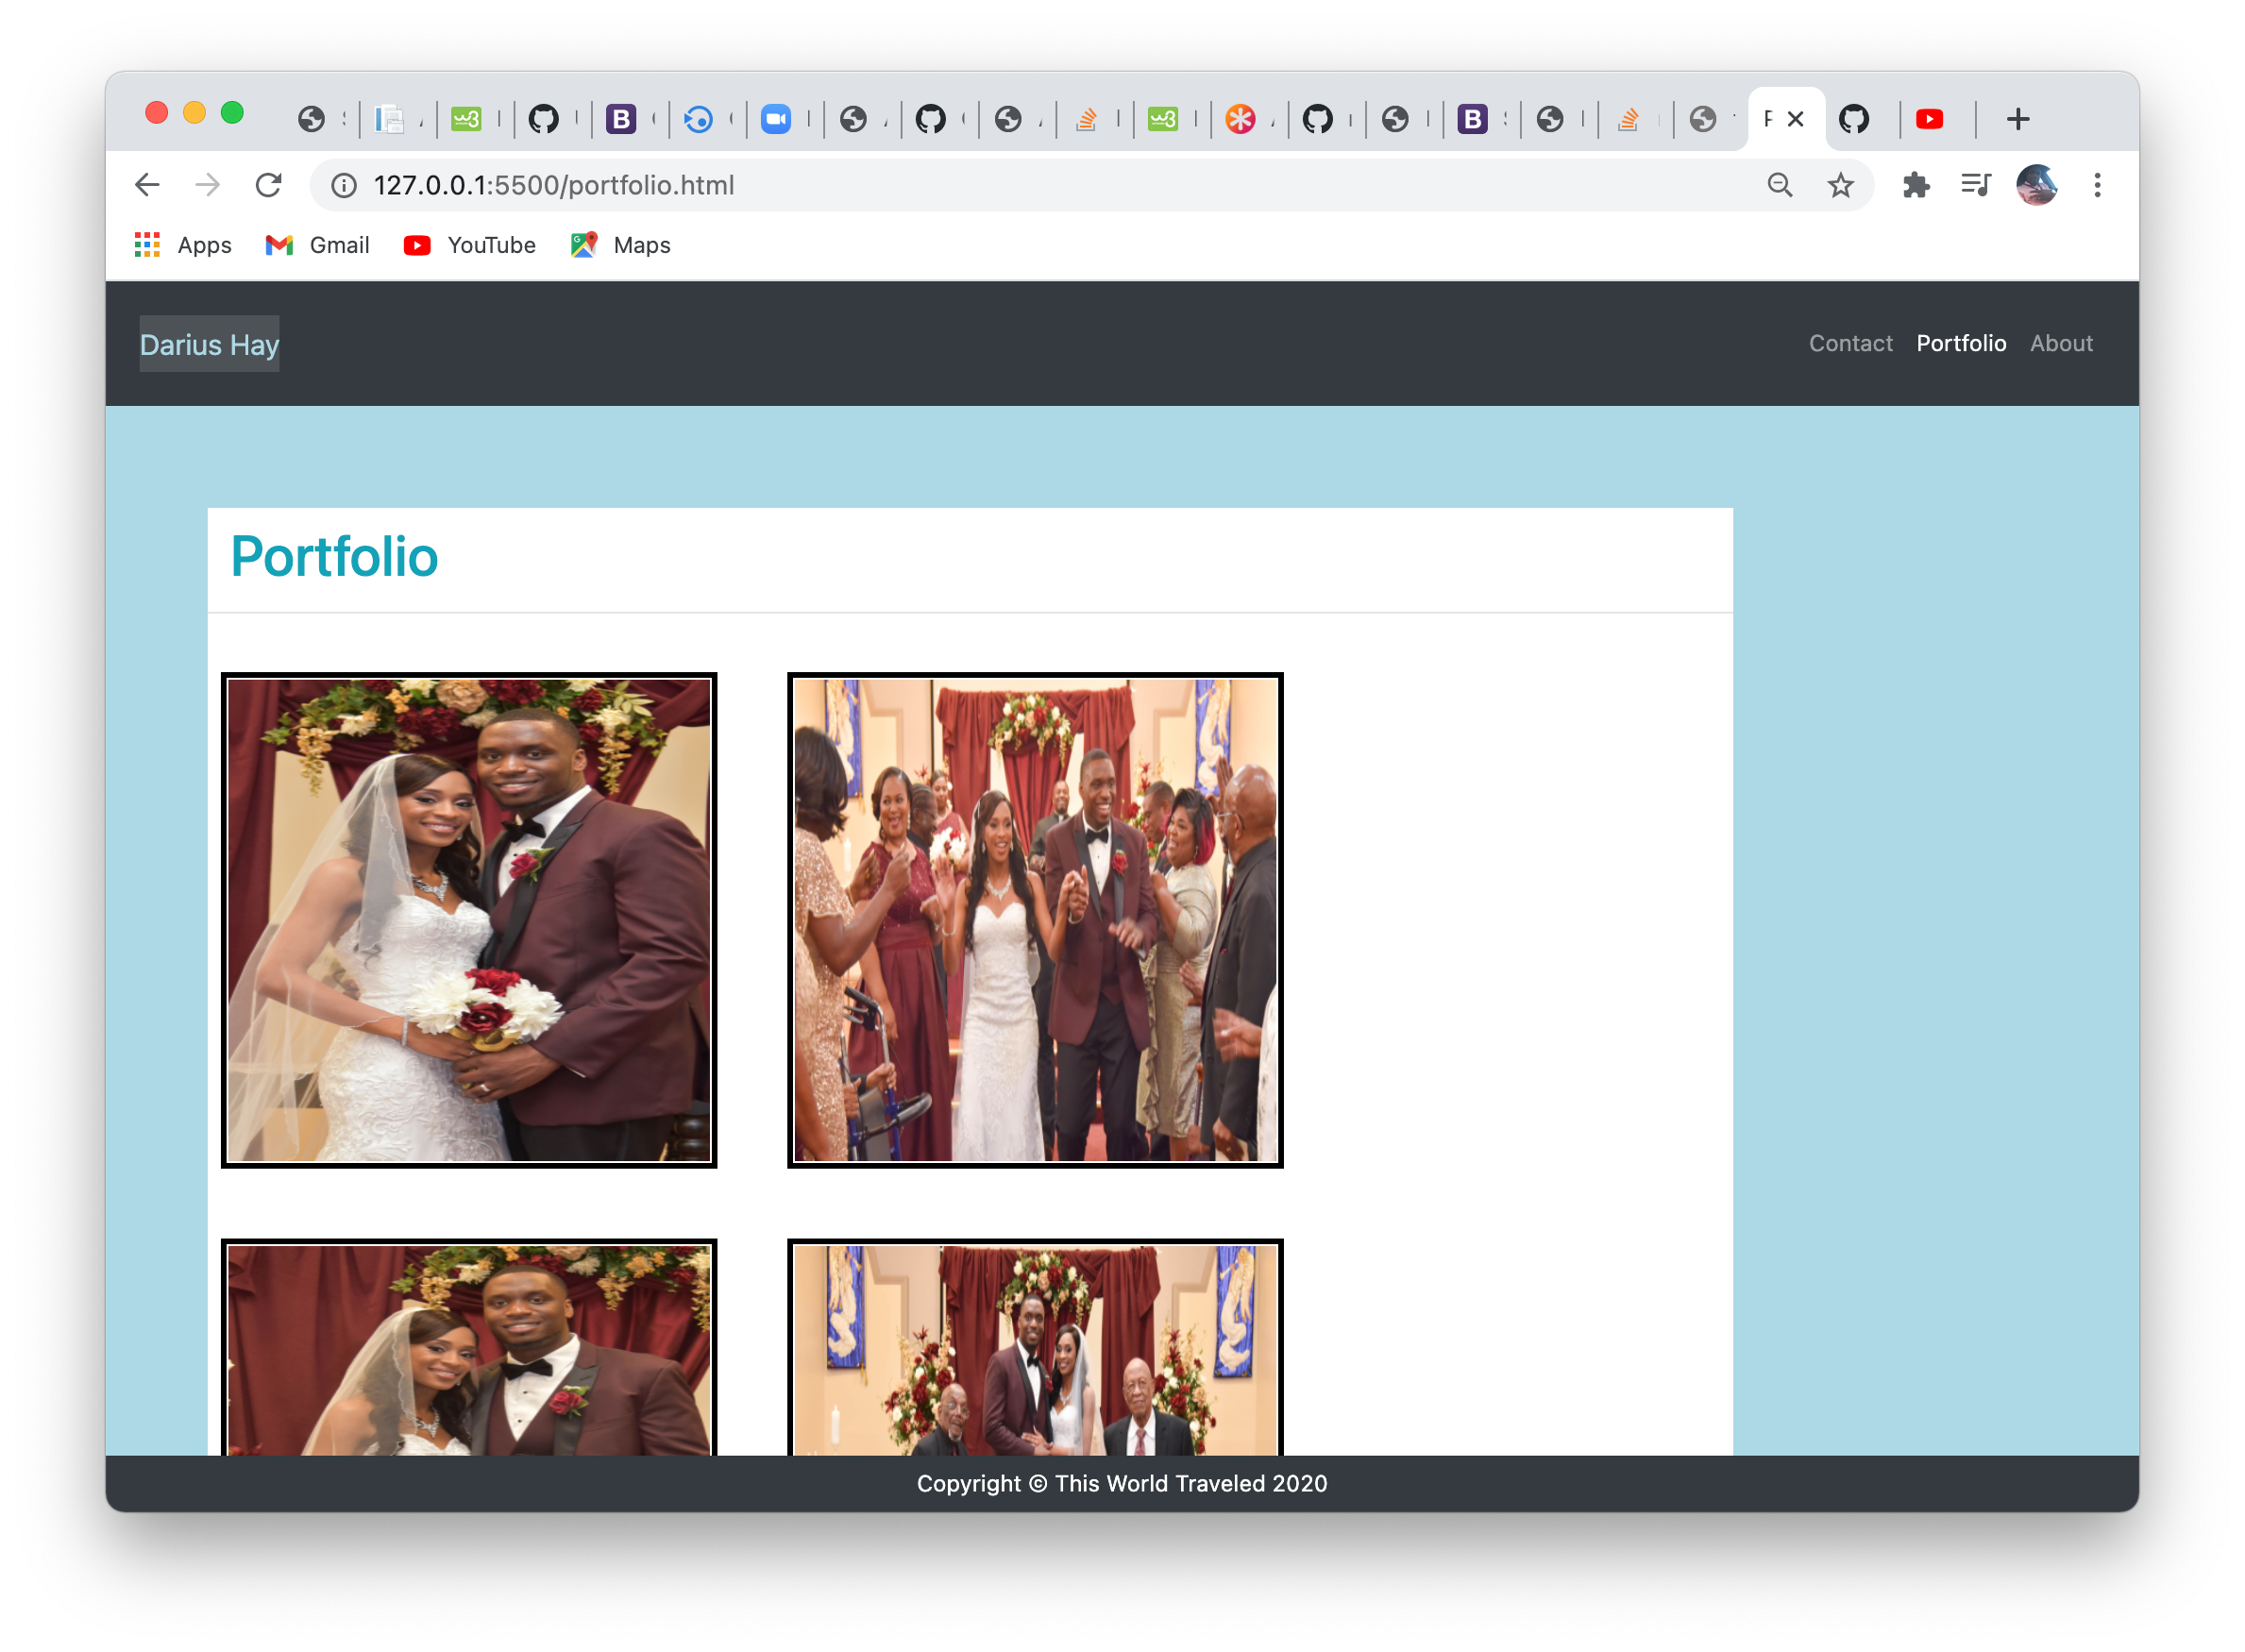 127.0.0.1:5500/portfolio.html
Apps Gmail YouTube Maps
Darius Hay
Contact Portfolio About
Portfolio
Copyright © This World Traveled 2020